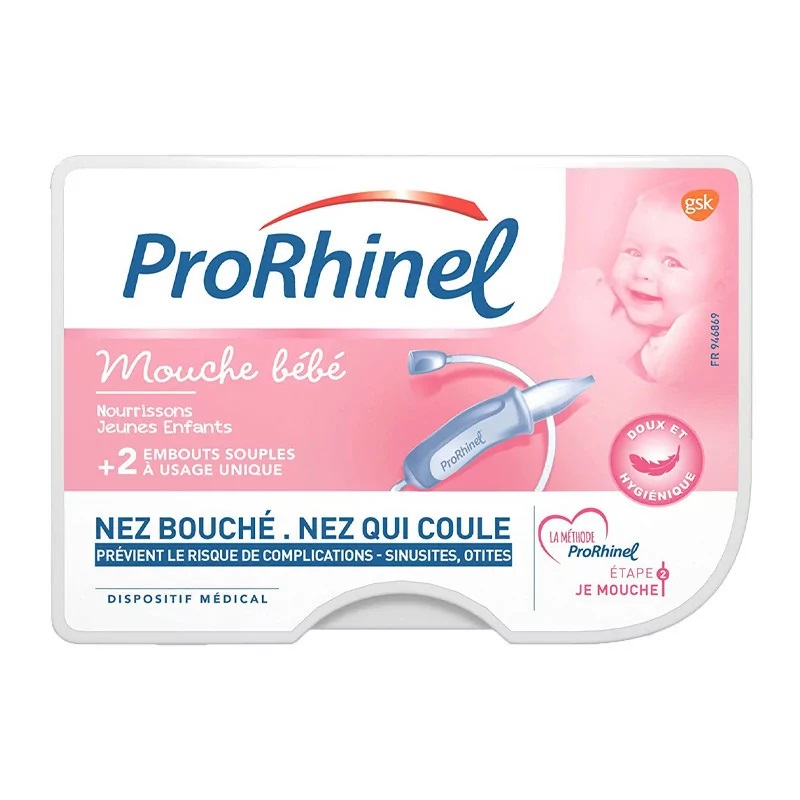 gsk
ProRhinel
FR 946869
Mouche bébé
Nourrissons
Jeunes Enfants
+2 EMBOUTS SOUPLES
À USAGE UNIQUE
ProRhinel
DOUX ET
HYGIÉNIQUE
NEZ BOUCHÉ . NEZ QUI COULE
PRÉVIENT LE RISQUE DE COMPLICATIONS - SINUSITES, OTITES
DISPOSITIF MÉDICAL
LA MÉTHODE
ProRhinel
ÉTAPE 2
JE MOUCHE